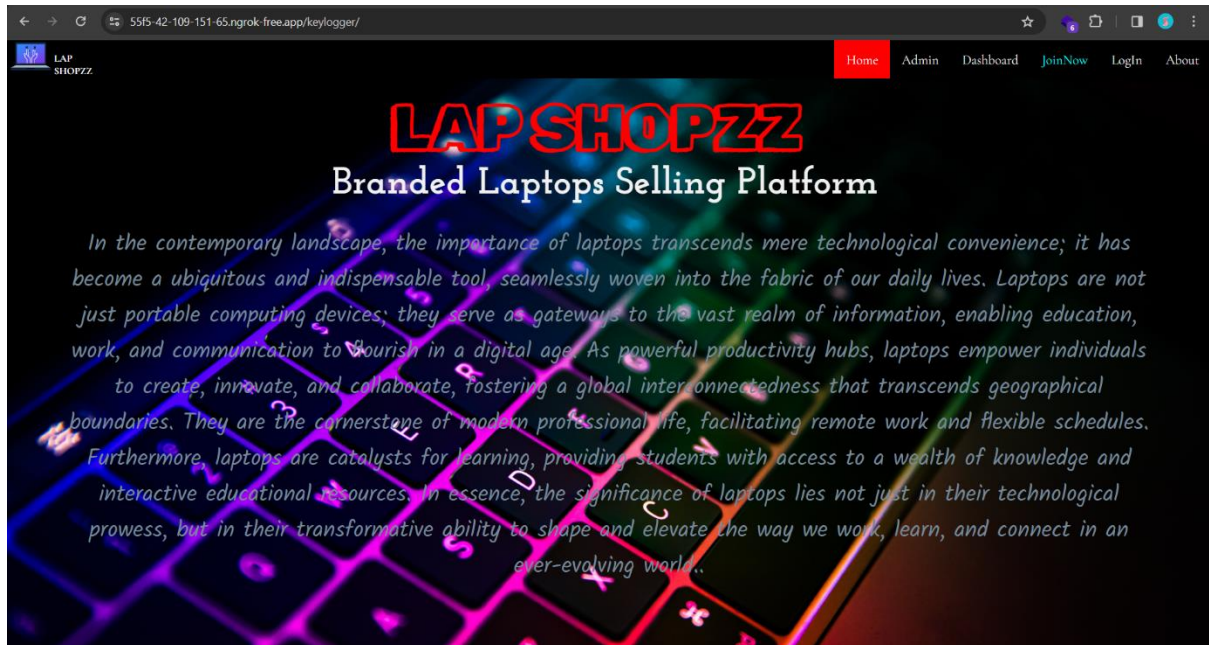 55f5-42-109-151-65.ngrok-free.app/keylogger/
6
LAP
SHOPZZ
Home Admin Dashboard JoinNow LogIn About
LAP SHOPZZ
Branded Laptops Selling Platform
In the contemporary landscape, the importance of laptops transcends mere technological convenience; it has
become a ubiquitous and indispensable tool, seamlessly woven into the fabric of our daily lives. Laptops are not
just portable computing devices; they serve as gateways to the vast realm of information, enabling education,
work, and communication to flourish in a digital age. As powerful productivity hubs, laptops empower individuals
to create, innovate, and collaborate, fostering a global interconnectedness that transcends geographical
boundaries. They are the cornerstone of modern professional life, facilitating remote work and flexible schedules.
Furthermore, laptops are catalysts for learning, providing students with access to a wealth of knowledge and
interactive educational resources. In essence, the significance of laptops lies not just in their technological
prowess, but in their transformative ability to shape and elevate the way we work, learn, and connect in an
ever-evolving world..